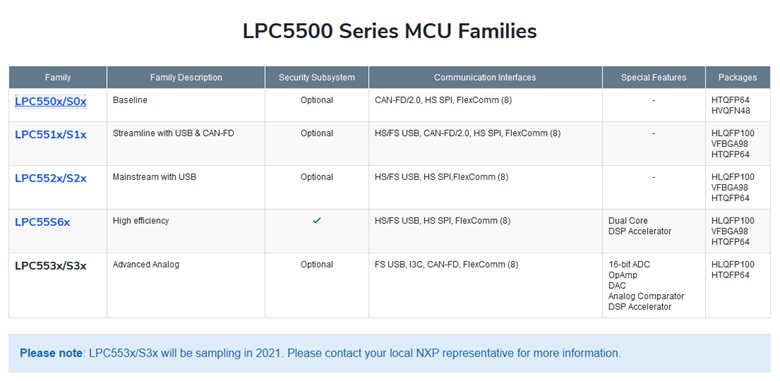 LPC5500 Series MCU Families
Family Family Description Security Subsystem Communication Interfaces Special Features Packages
LPC550x/S0x Baseline Optional CAN-FD/2.0, HS SPI, FlexComm (8) - HTQFP64
HVQFN48
LPC551x/S1x Streamline with USB & CAN-FD Optional HS/FS USB, CAN-FD/2.0, HS SPI, FlexComm (8) - HLQFP100
VFBGA98
HTQFP64
LPC552x/S2x Mainstream with USB Optional HS/FS USB, HS SPI,FlexComm (8) - HLQFP100
VFBGA98
HTQFP64
LPC55S6x High efficiency ✓ HS/FS USB, HS SPI, FlexComm (8) Dual Core HLQFP100
DSP Accelerator VFBGA98
HTQFP64
LPC553x/S3x Advanced Analog Optional FS USB, I3C, CAN-FD, FlexComm (8) 16-bit ADC HLQFP100
OpAmp HTQFP64
DAC
Analog Comparator
DSP Accelerator
Please note: LPC553x/S3x will be sampling in 2021. Please contact your local NXP representative for more information.